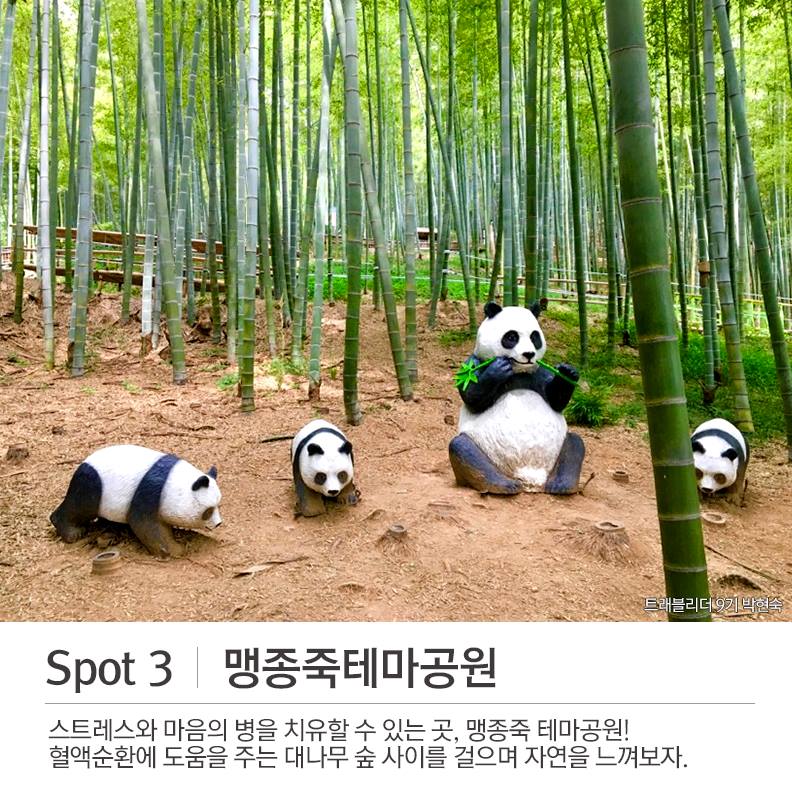 트래블리더 9기 박현숙
Spot 3 | 맹종죽테마공원
스트레스와 마음의 병을 치유할 수 있는 곳, 맹종죽 테마공원!
혈액순환에 도움을 주는 대나무 숲 사이를 걸으며 자연을 느껴보자.